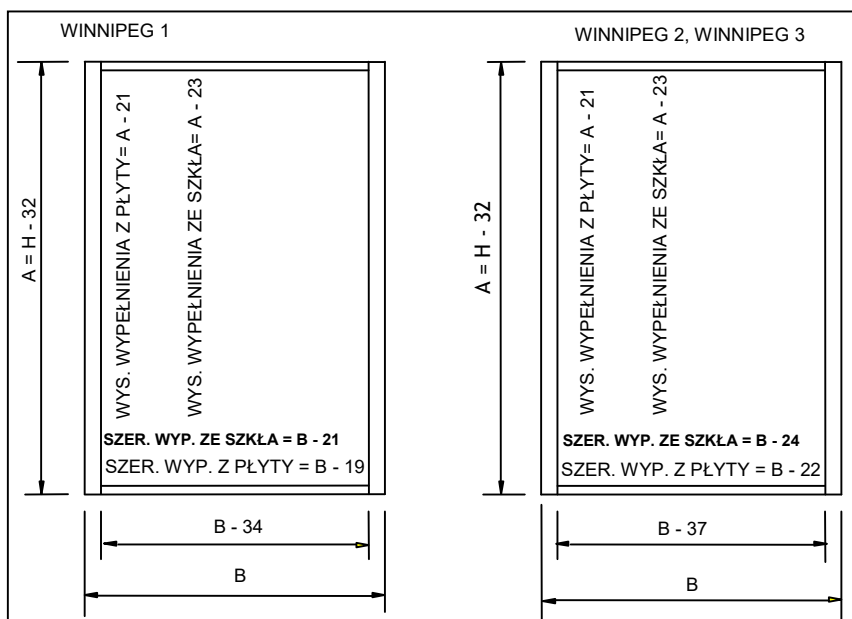 WINNIPEG 1
A = H - 32
WYS. WYPEŁNIENIA Z PŁYTY= A - 21
WYS. WYPEŁNIENIA ZE SZKŁA= A - 23
SZER. WYP. ZE SZKŁA = B - 21
SZER. WYP. Z PŁYTY = B - 19
B - 34
B
WINNIPEG 2, WINNIPEG 3
A = H - 32
WYS. WYPEŁNIENIA Z PŁYTY= A - 21
WYS. WYPEŁNIENIA ZE SZKŁA= A - 23
SZER. WYP. ZE SZKŁA = B - 24
SZER. WYP. Z PŁYTY = B - 22
B - 37
B